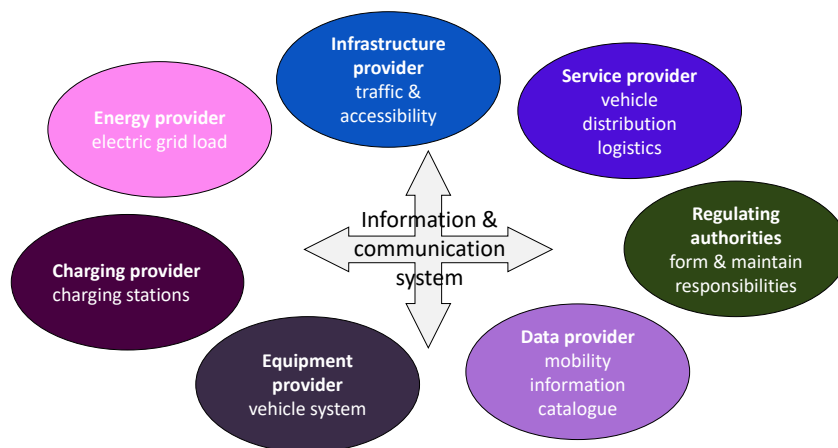 Infrastructure
provider
traffic &
accessibility
Service provider
vehicle
distribution
logistics
Energy provider
electric grid load
Information &
communication
system
Regulating
authorities
form & maintain
responsibilities
Charging provider
charging stations
Equipment
provider
vehicle system
Data provider
mobility
information
catalogue